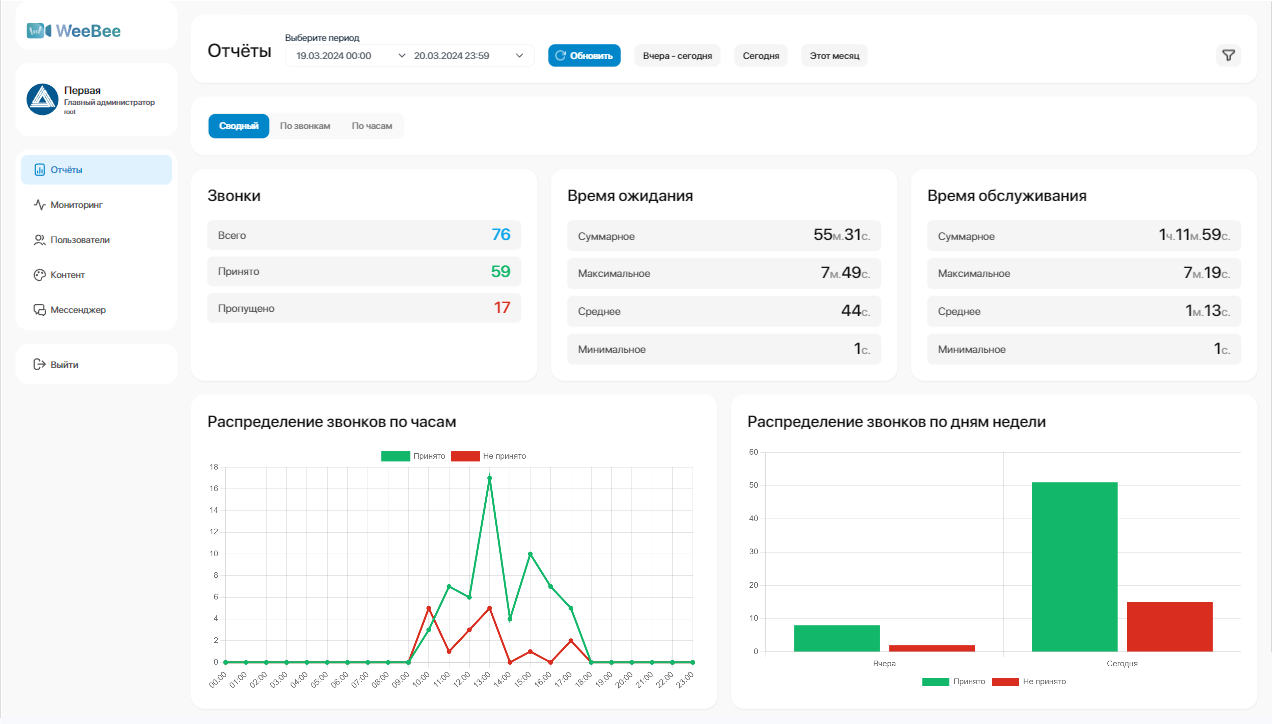 WeeBee
Первая
Главный администратор
root
Отчёты
Мониторинг
Пользователи
Контент
Мессенджер
Выйти
Отчёты
Выберите период
19.03.2024 00:00 20.03.2024 23:59
Обновить
Вчера - сегодня
Сегодня
Этот месяц
Сводный По звонкам По часам
Звонки
Всего 76
Принято 59
Пропущено 17
Время ожидания
Суммарное 55м.31с.
Максимальное 7м.49с.
Среднее 44с.
Минимальное 1с.
Время обслуживания
Суммарное 1ч.11м.59с.
Максимальное 7м.19с.
Среднее 1м.13с.
Минимальное 1с.
Распределение звонков по часам
Принято Не принято
18
16
14
12
10
8
6
4
2
0
00:00 01:00 02:00 03:00 04:00 05:00 06:00 07:00 08:00 09:00 10:00 11:00 12:00 13:00 14:00 15:00 16:00 17:00 18:00 19:00 20:00 21:00 22:00 23:00
Распределение звонков по дням недели
60
50
40
30
20
10
0
Вчера Сегодня
Принято Не принято